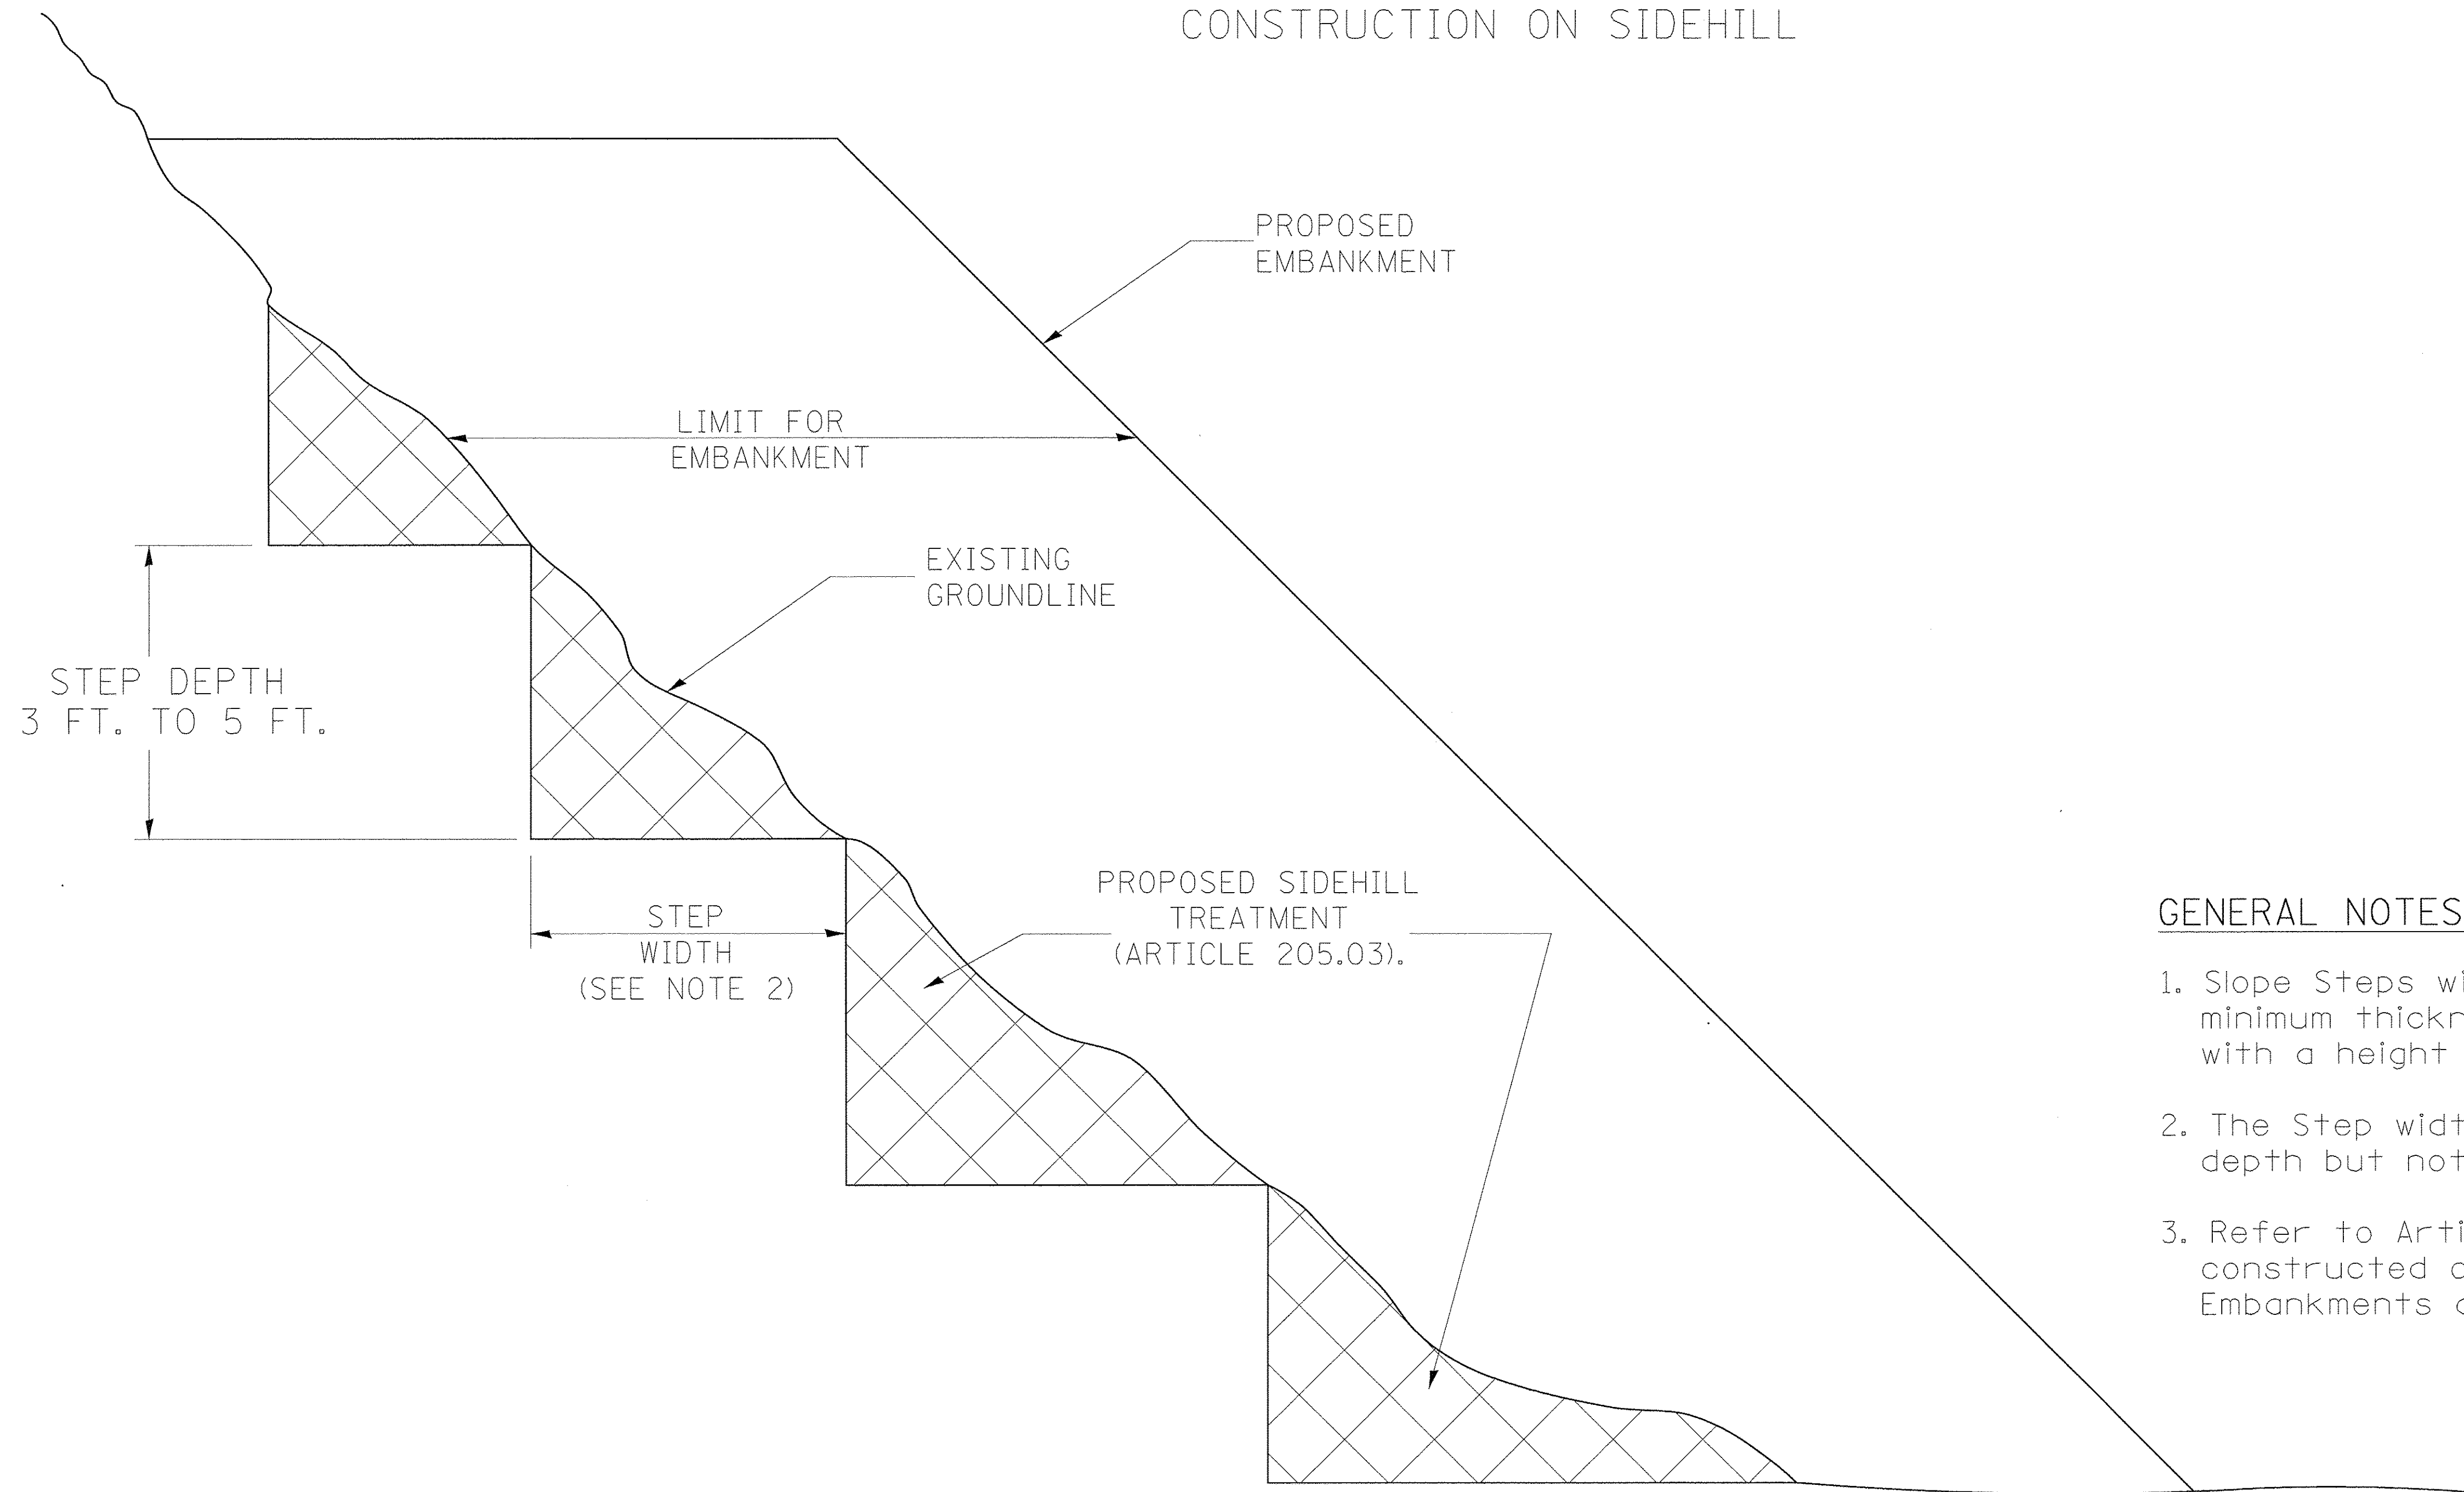 CONSTRUCTION ON SIDEHILL
PROPOSED
EMBANKMENT
LIMIT FOR
EMBANKMENT
EXISTING
GROUNDLINE
STEP DEPTH
3 FT. TO 5 FT.
STEP
WIDTH
(SEE NOTE 2)
PROPOSED SIDEHILL
TREATMENT
(ARTICLE 205.03).
GENERAL NOTES
1. Slope Steps
minimum
with a height
2. The Step
depth but not
3. Refer to
constructed
Embankments